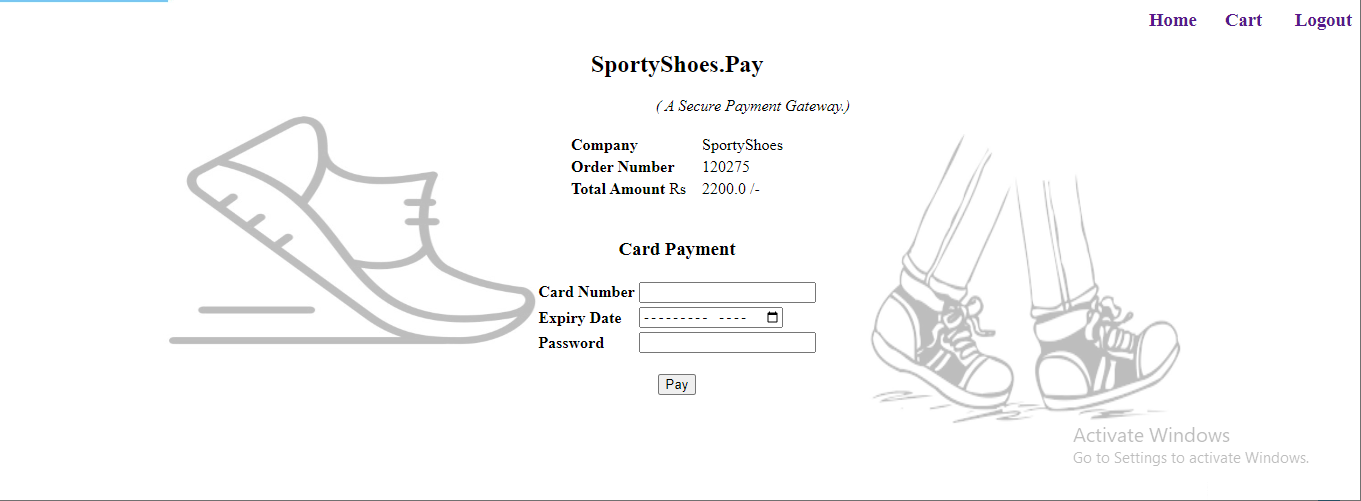 Home Cart Logout
SportyShoes.Pay
( A Secure Payment Gateway.)
Company SportyShoes
Order Number 120275
Total Amount Rs 2200.0 /-
Card Payment
Card Number
Expiry Date --------- ----
Password
Pay
Activate Windows
Go to Settings to activate Windows.